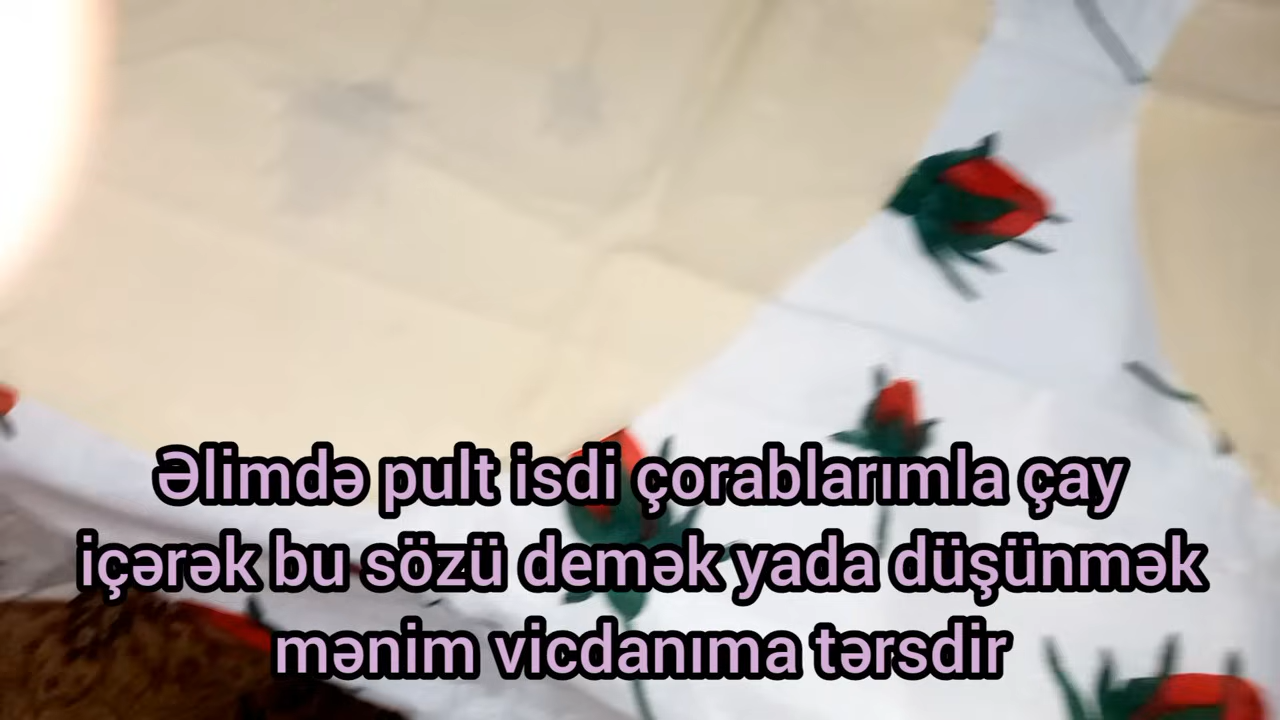 Əlimdə pult isdi çorablarımla çay
içərək bu sözü demək yada düşünmək
mənim vicdanıma tərsdir